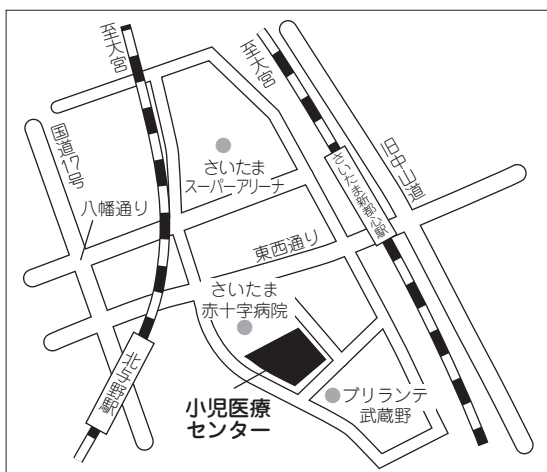 至大宮
至大宮
国道17号
八幡通り
さいたま
スーパーアリーナ
さいたま新都心駅
旧中山道
東西通り
さいたま
赤十字病院
北与野駅
小児医療
センター
ブリランテ
武蔵野